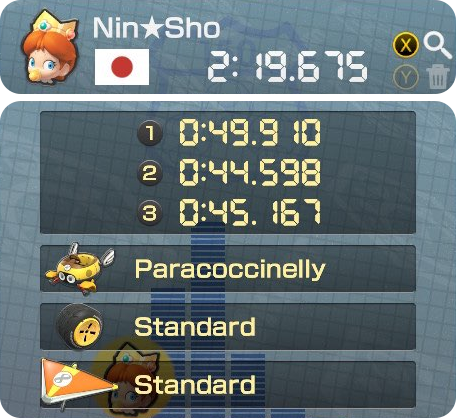 Nin★Sho
2:19.675
X
Y
1 0:49.910
2 0:44.598
3 0:45.167
Paracoccinelly
Standard
Standard